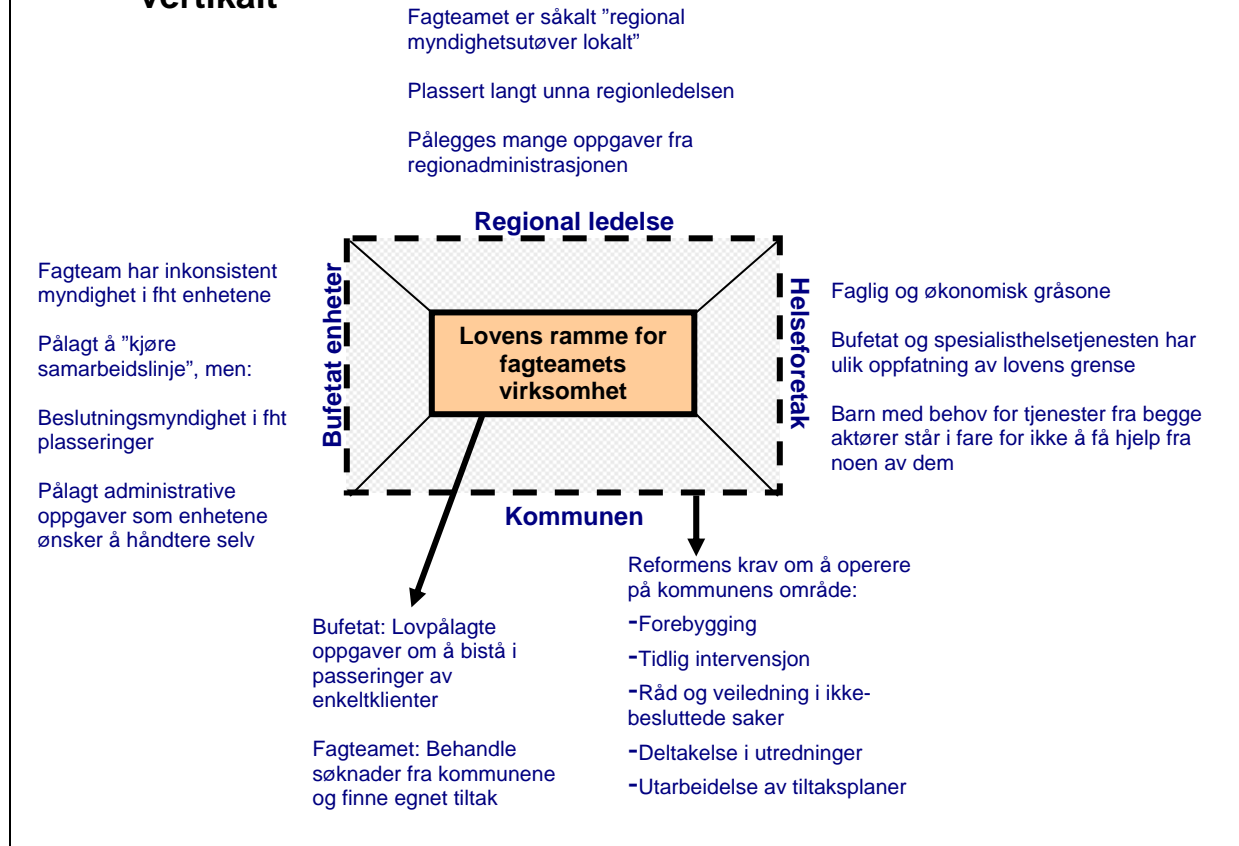 vertikalt
Fagteamet er såkalt ”regional
myndighetsutøver lokalt”
Plassert langt unna regionledelsen
Pålegges mange oppgaver fra
regionadministrasjonen
Regional ledelse
Fagteam har inkonsistent
myndighet i fht enhetene
Pålagt å ”kjøre
samarbeidslinje”, men:
Beslutningsmyndighet i fht
plasseringer
Pålagt administrative
oppgaver som enhetene
ønsker å håndtere selv
Bufetat enheter
Lovens ramme for
fagteamets
virksomhet
Helseforetak
Faglig og økonomisk gråsone
Bufetat og spesialisthelsetjenesten har
ulik oppfatning av lovens grense
Barn med behov for tjenester fra begge
aktører står i fare for ikke å få hjelp fra
noen av dem
Kommunen
Bufetat: Lovpålagte
oppgaver om å bistå i
passeringer av
enkeltklienter
Fagteamet: Behandle
søknader fra kommunene
og finne egnet tiltak
Reformens krav om å operere
på kommunens område:
-Forebygging
-Tidlig intervensjon
-Råd og veiledning i ikke-
besluttede saker
-Deltakelse i utredninger
-Utarbeidelse av tiltaksplaner